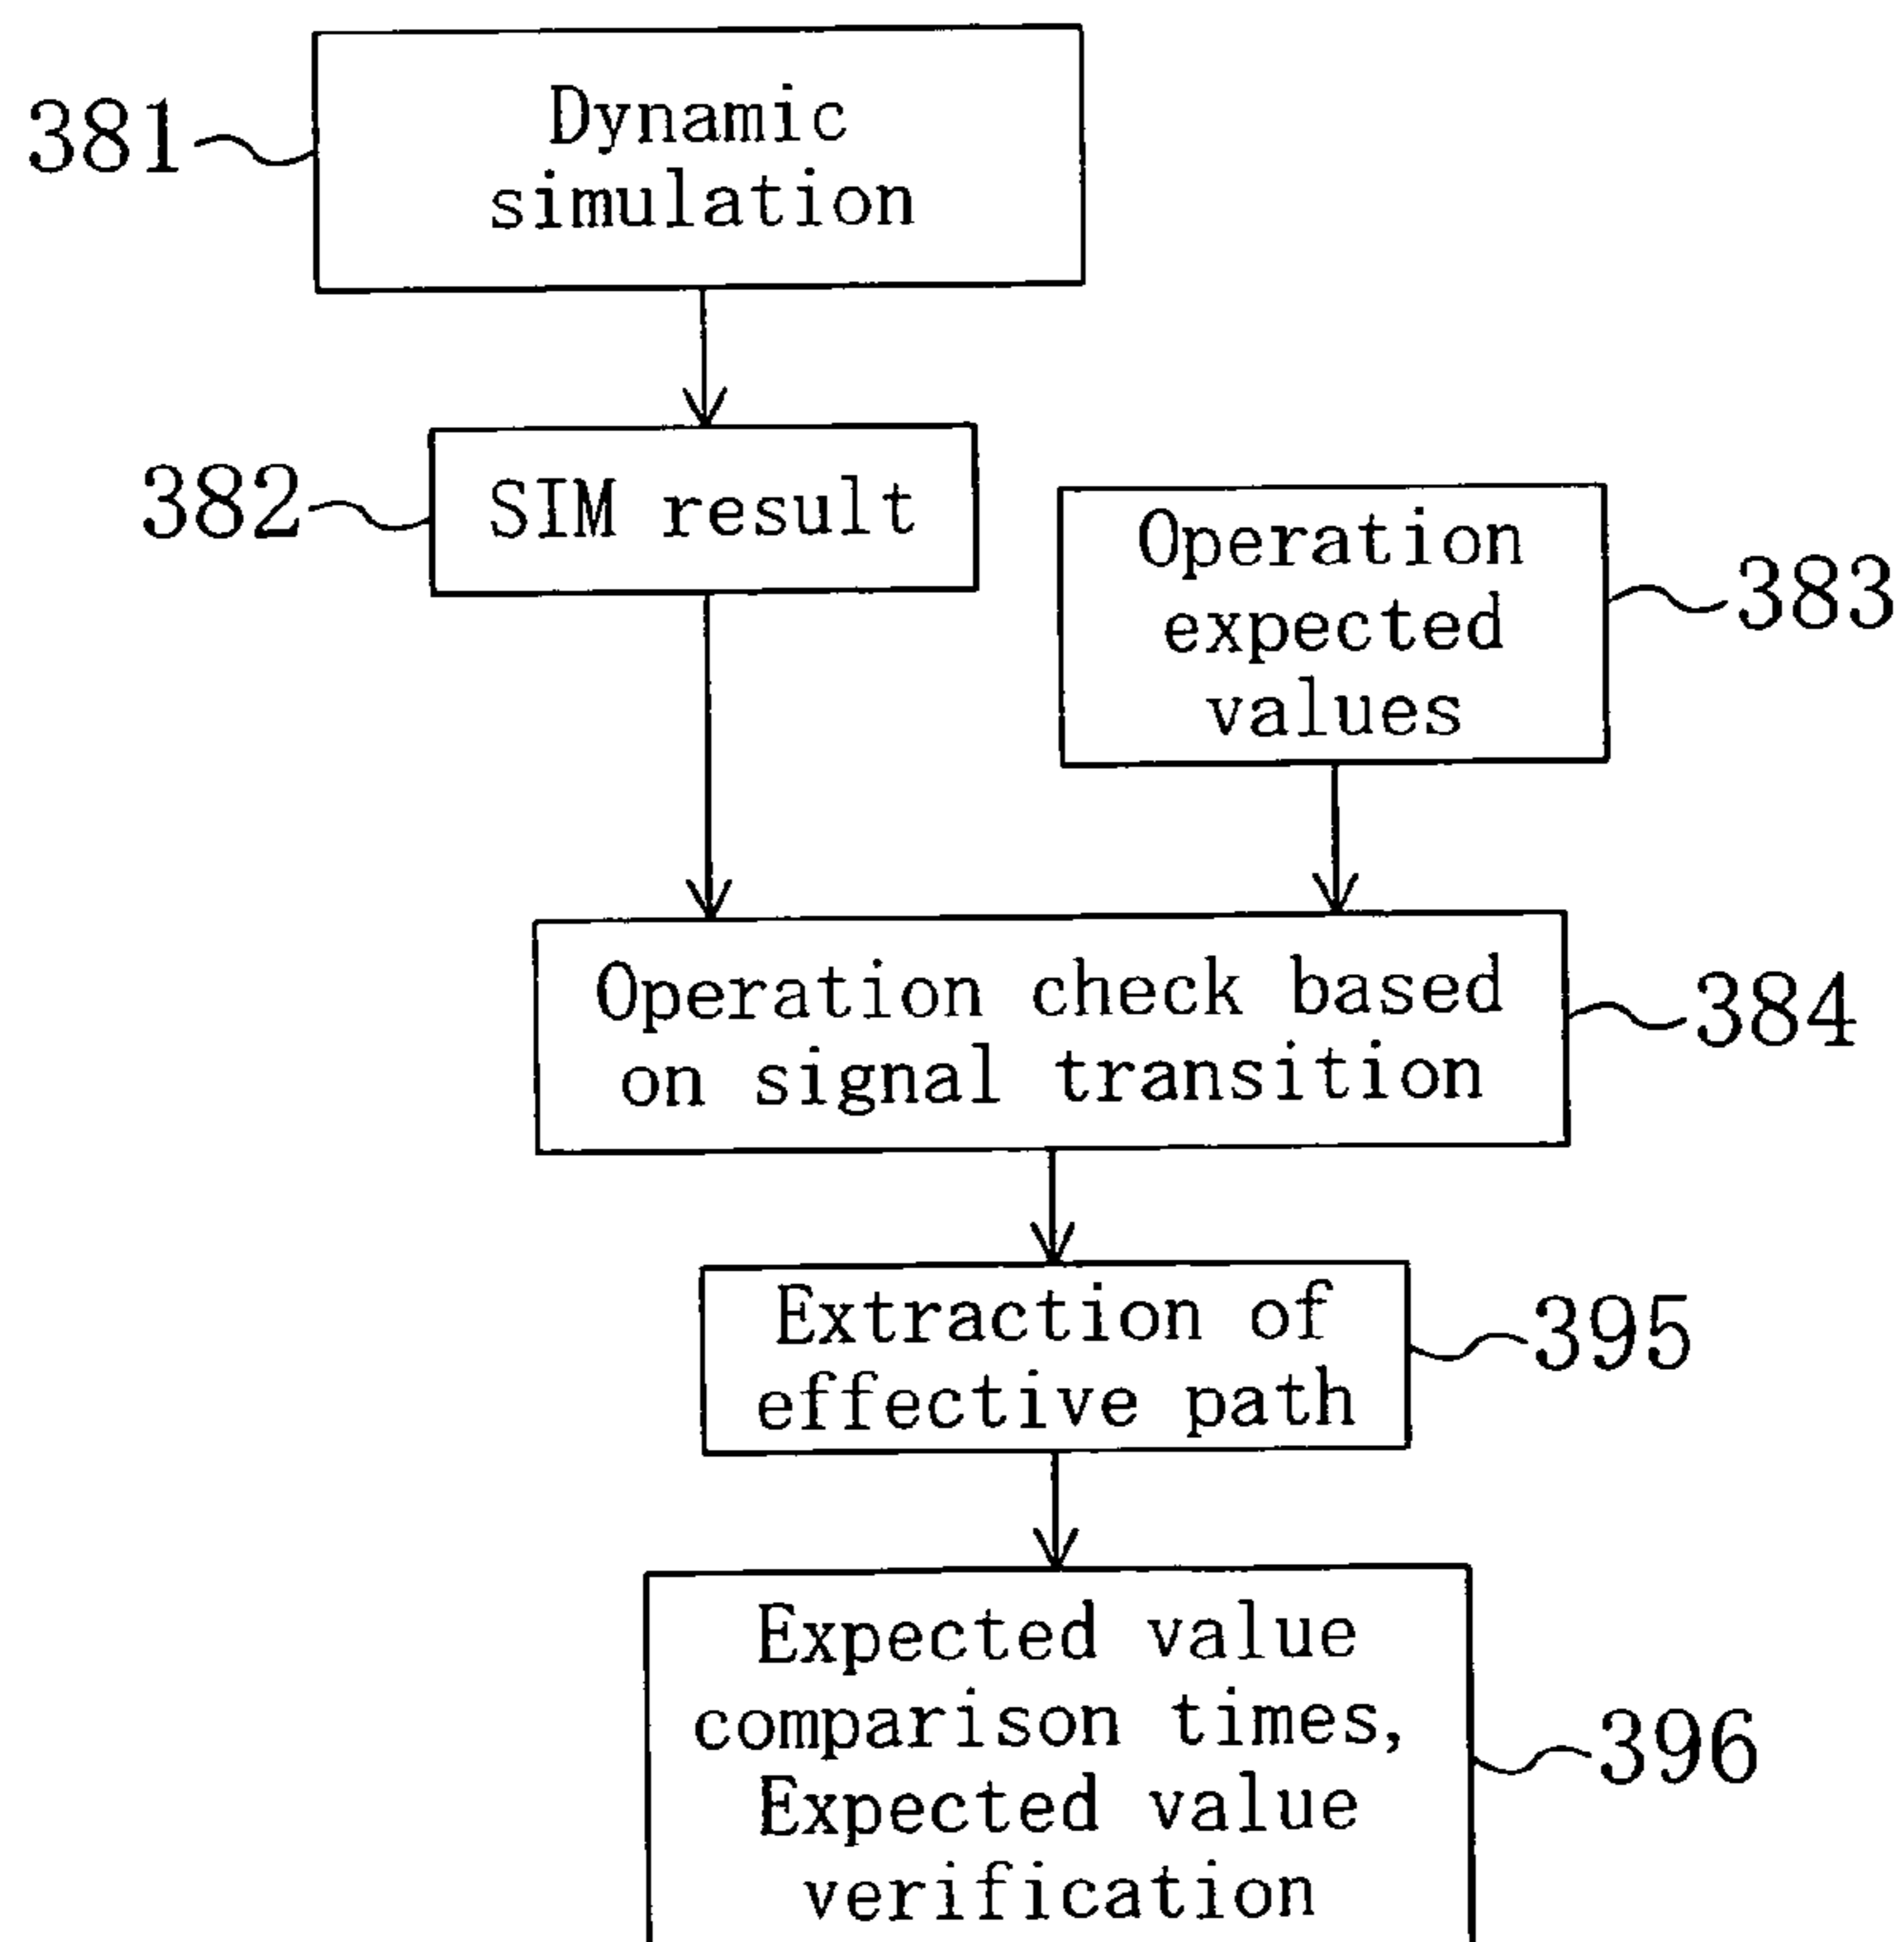 381
Dynamic
simulation
382
SIM result
Operation
expected
values
383
Operation check based
on signal transition
384
Extraction of
effective path
395
Expected value
comparison times,
Expected value
verification
396